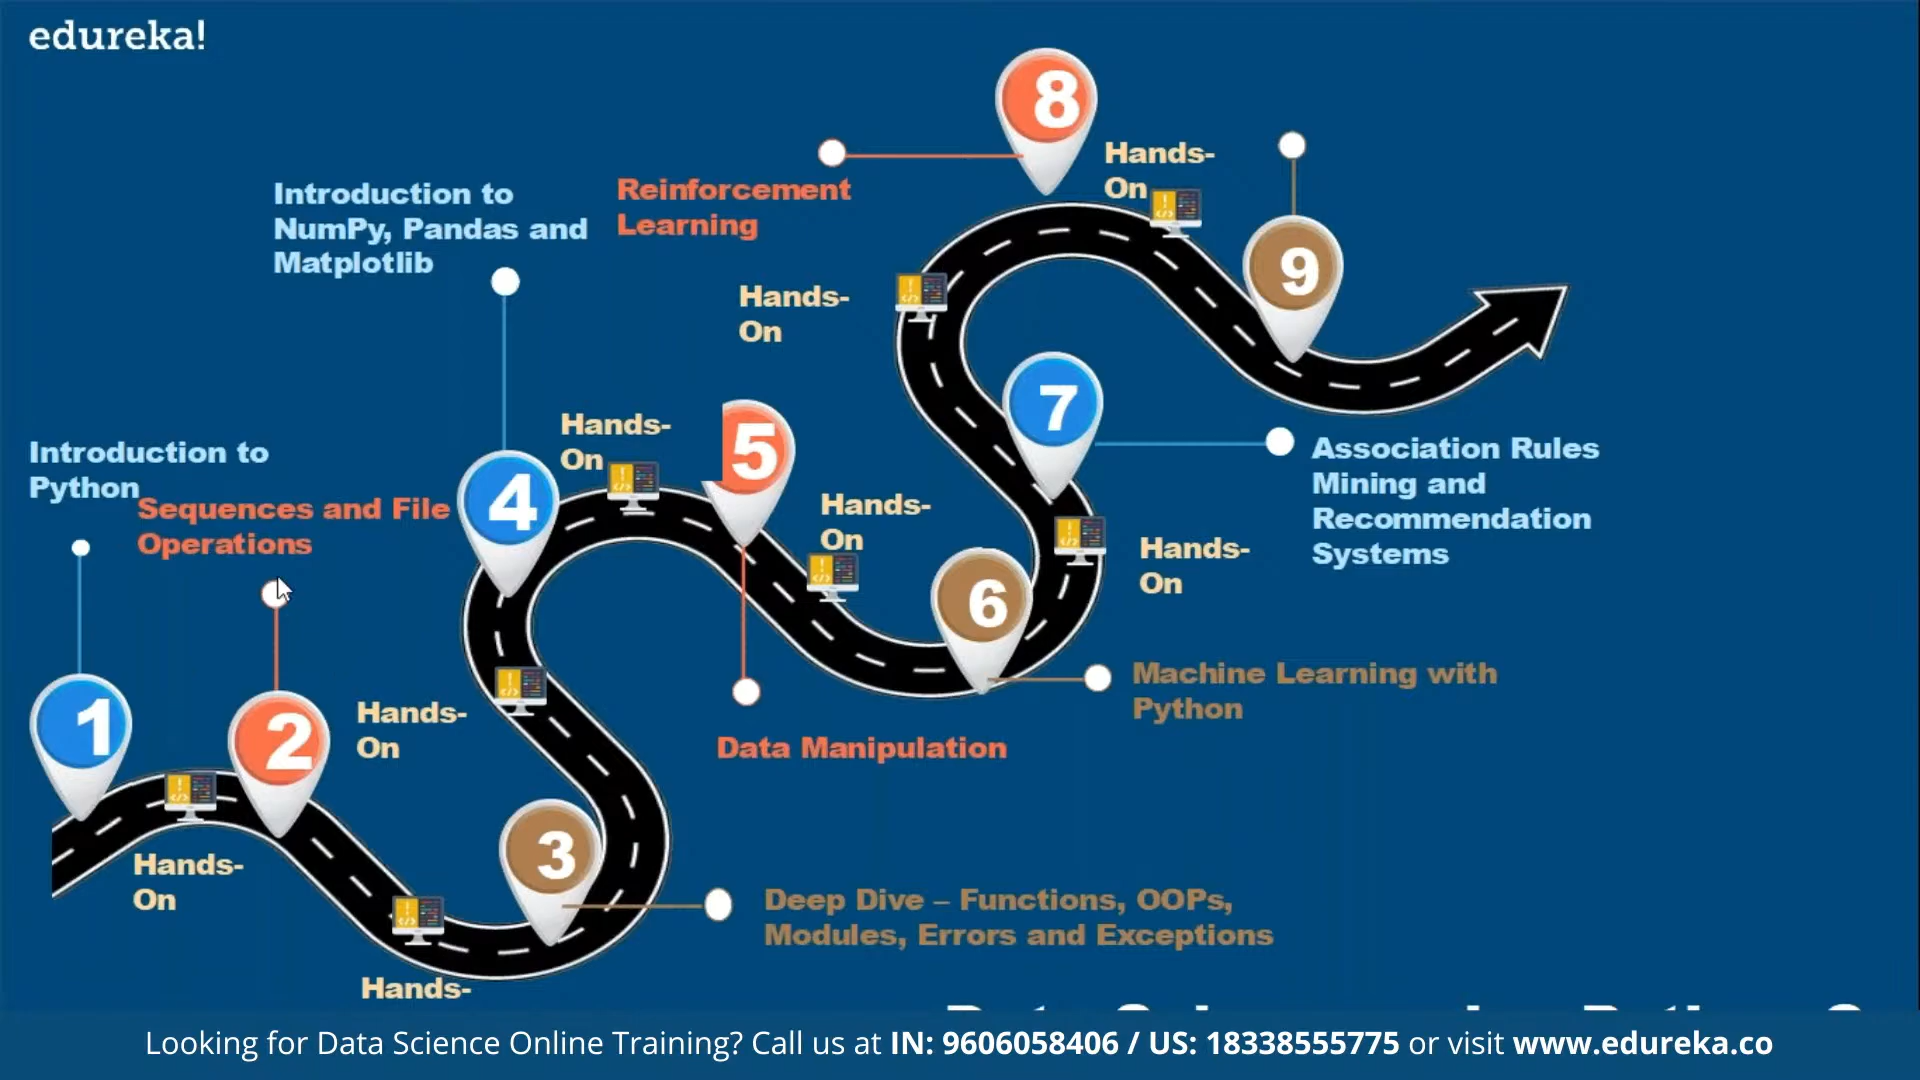 edureka!
8
Hands-
On
Reinforcement
Learning
Introduction to
NumPy, Pandas and
Matplotlib
9
Hands-
On
7
Association Rules
Mining and
Recommendation
Systems
Hands-
On
5
Hands-
On
4
Introduction to
Python
Sequences and File
Operations
Hands-
On
6
Machine Learning with
Python
1
2
Hands-
On
Data Manipulation
3
Hands-
On
Deep Dive – Functions, OOPs,
Modules, Errors and Exceptions
Hands-
Looking for Data Science Online Training? Call us at IN: 9606058406 / US: 18338555775 or visit www.edureka.co